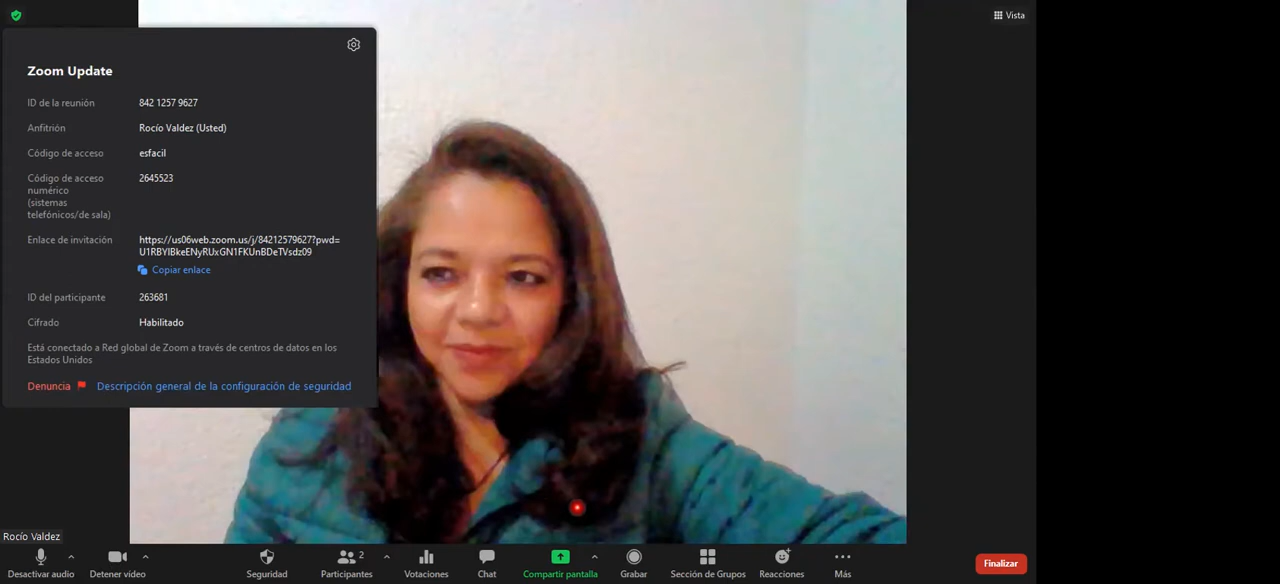 Vista
Zoom Update
ID de la reunión
842 1257 9627
Anfitrión
Rocío Valdez (Usted)
Código de acceso
esfacil
Código de acceso
numérico
(sistemas
telefónicos/de sala)
2645523
Enlace de invitación
https://us06web.zoom.us/j/84212579627?pwd=
U1RBYlBkeENyRUxGN1FKUnBDeTVsdz09
Copiar enlace
ID del participante
263681
Cifrado
Habilitado
Está conectado a Red global de Zoom a través de centros de datos en los
Estados Unidos
Denuncia
Descripción general de la configuración de seguridad
Rocío Valdez
Desactivar audio
Detener vídeo
Seguridad
2
Participantes
Votaciones
Chat
Compartir pantalla
Grabar
Sección de Grupos
Reacciones
Más
Finalizar